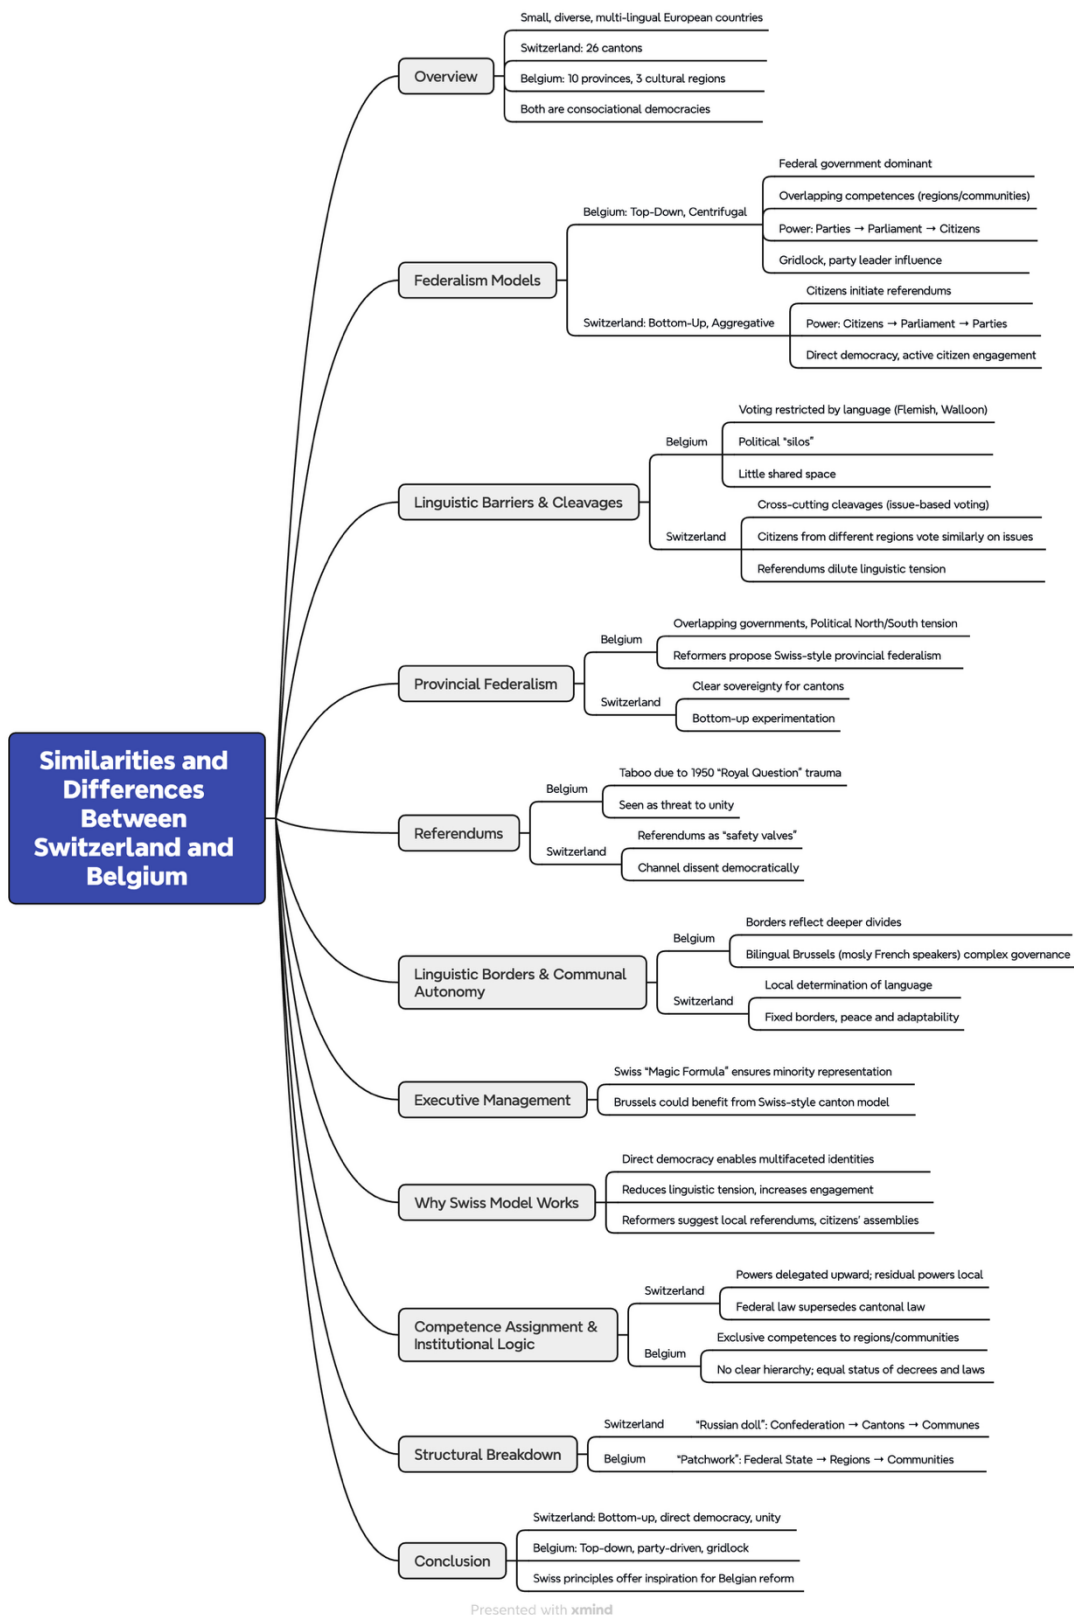 Similarities and
Differences
Between
Switzerland and
Belgium
Overview
Small, diverse, multi-lingual European countries
Switzerland: 26 cantons
Belgium: 10 provinces, 3 cultural regions
Both are consociational democracies
Federalism Models
Belgium: Top-Down, Centrifugal
Federal government dominant
Overlapping competences (regions/communities)
Power: Parties → Parliament → Citizens
Gridlock, party leader influence
Switzerland: Bottom-Up, Aggregative
Citizens initiate referendums
Power: Citizens → Parliament → Parties
Direct democracy, active citizen engagement
Linguistic Barriers & Cleavages
Belgium
Voting restricted by language (Flemish, Walloon)
Political “silos”
Little shared space
Switzerland
Cross-cutting cleavages (issue-based voting)
Citizens from different regions vote similarly on issues
Referendums dilute linguistic tension
Provincial Federalism
Belgium
Overlapping governments, Political North/South tension
Reformers propose Swiss-style provincial federalism
Switzerland
Clear sovereignty for cantons
Bottom-up experimentation
Referendums
Belgium
Taboo due to 1950 “Royal Question” trauma
Seen as threat to unity
Switzerland
Referendums as “safety valves”
Channel dissent democratically
Linguistic Borders & Communal
Autonomy
Belgium
Borders reflect deeper divides
Bilingual Brussels (mosly French speakers) complex governance
Switzerland
Local determination of language
Fixed borders, peace and adaptability
Executive Management
Swiss “Magic Formula” ensures minority representation
Brussels could benefit from Swiss-style canton model
Why Swiss Model Works
Direct democracy enables multifaceted identities
Reduces linguistic tension, increases engagement
Reformers suggest local referendums, citizens’ assemblies
Competence Assignment &
Institutional Logic
Switzerland
Powers delegated upward; residual powers local
Federal law supersedes cantonal law
Belgium
Exclusive competences to regions/communities
No clear hierarchy; equal status of decrees and laws
Structural Breakdown
Switzerland
“Russian doll”: Confederation → Cantons → Communes
Belgium
“Patchwork”: Federal State → Regions → Communities
Conclusion
Switzerland: Bottom-up, direct democracy, unity
Belgium: Top-down, party-driven, gridlock
Swiss principles offer inspiration for Belgian reform
Presented with xmind